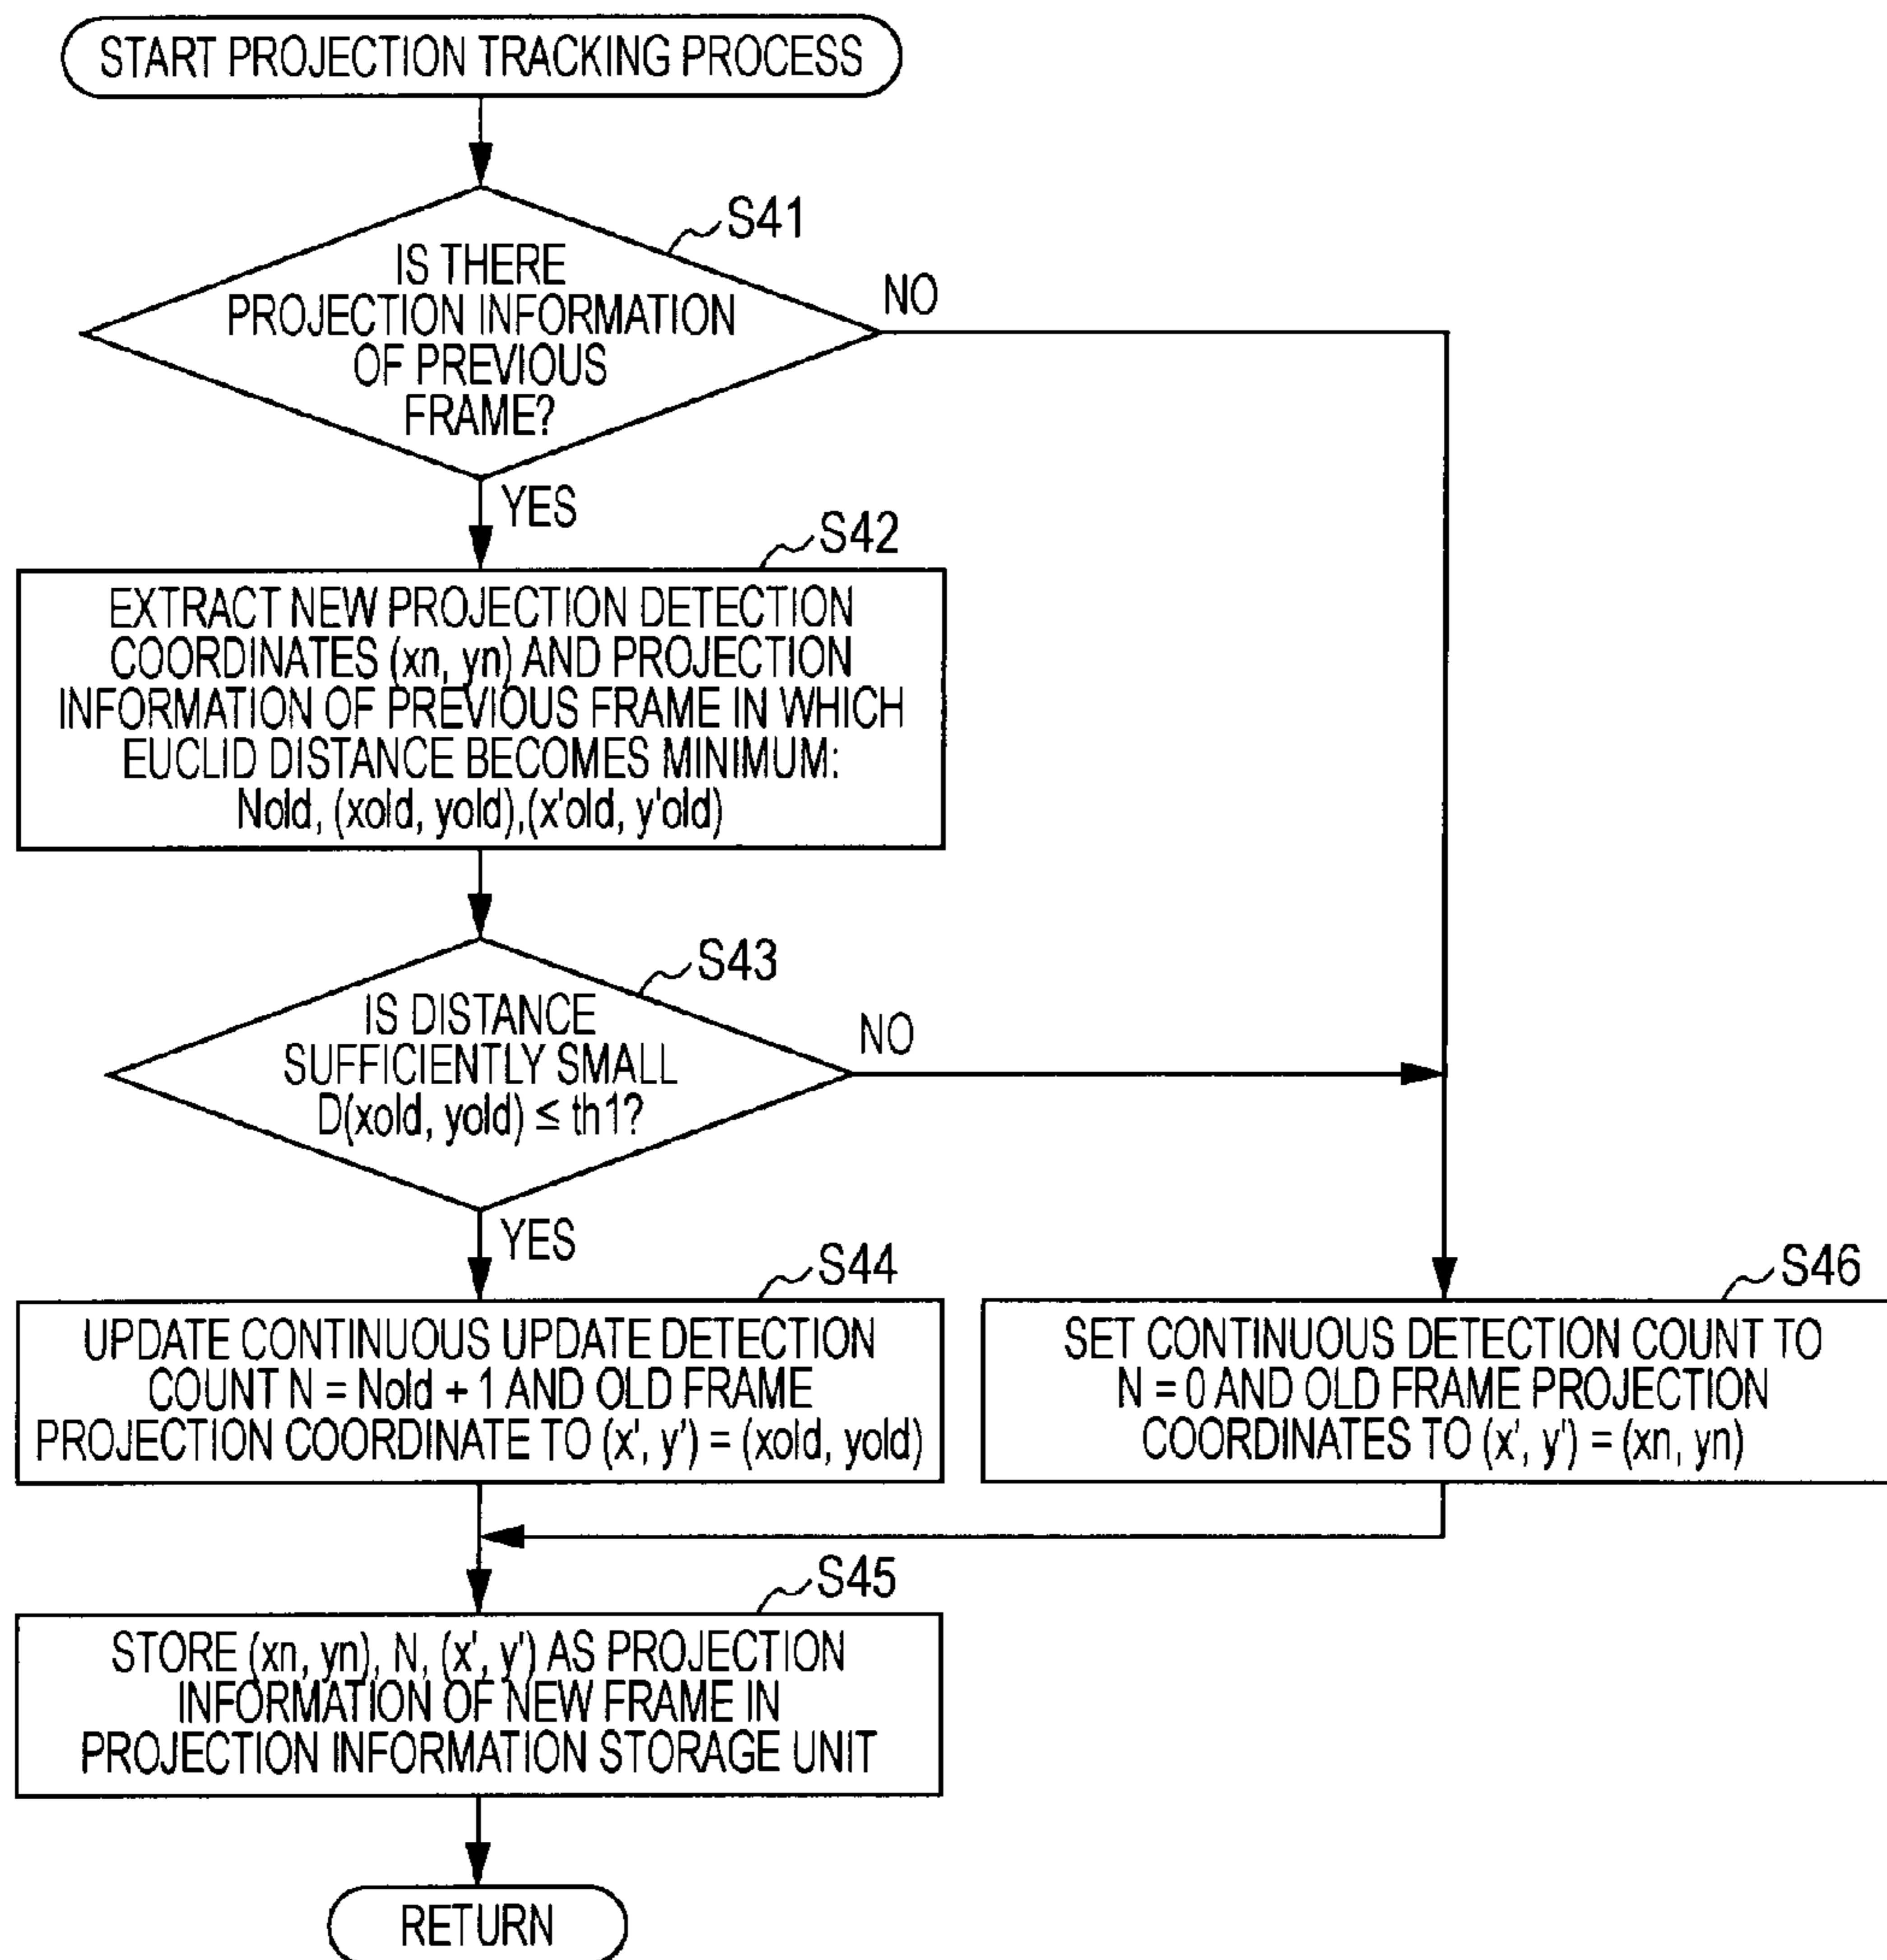 START PROJECTION TRACKING PROCESS
S41
IS THERE
PROJECTION INFORMATION
OF PREVIOUS
FRAME?
NO
YES
S42
EXTRACT NEW PROJECTION DETECTION
COORDINATES (xn, yn) AND PROJECTION
INFORMATION OF PREVIOUS FRAME IN WHICH
EUCLID DISTANCE BECOMES MINIMUM:
Nold, (xold, yold),(x'old, y'old)
S43
IS DISTANCE
SUFFICIENTLY SMALL
D(xold, yold) ≤ th1?
NO
YES
S44
UPDATE CONTINUOUS UPDATE DETECTION
COUNT N = Nold + 1 AND OLD FRAME
PROJECTION COORDINATE TO (x', y') = (xold, yold)
S46
SET CONTINUOUS DETECTION COUNT TO
N = 0 AND OLD FRAME PROJECTION
COORDINATES TO (x', y') = (xn, yn)
S45
STORE (xn, yn), N, (x', y') AS PROJECTION
INFORMATION OF NEW FRAME IN
PROJECTION INFORMATION STORAGE UNIT
RETURN